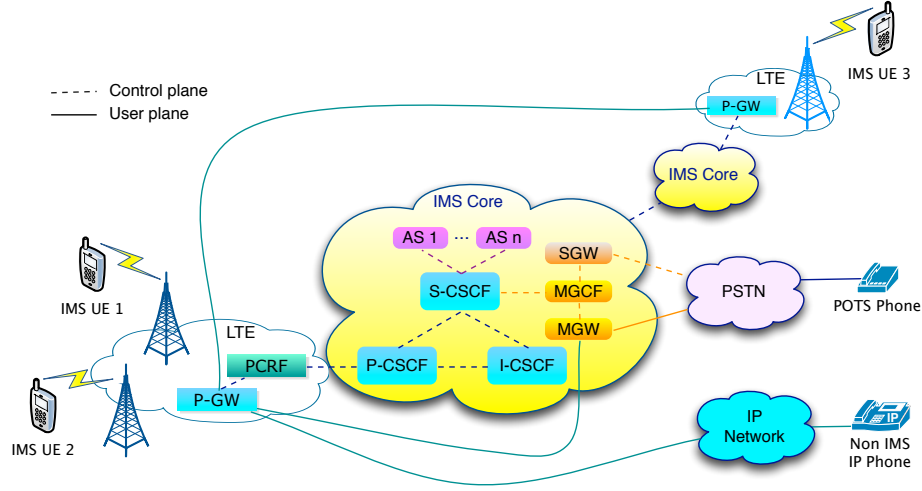 LTE
IMS UE 3
P-GW
Control plane
User plane
IMS Core
IMS Core
AS 1 ... AS n
SGW
IMS UE 1
S-CSCF
MGCF
PSTN
POTS Phone
LTE
MGW
PCRF
P-CSCF
I-CSCF
P-GW
IMS UE 2
IP
Network
IP
Non IMS
IP Phone